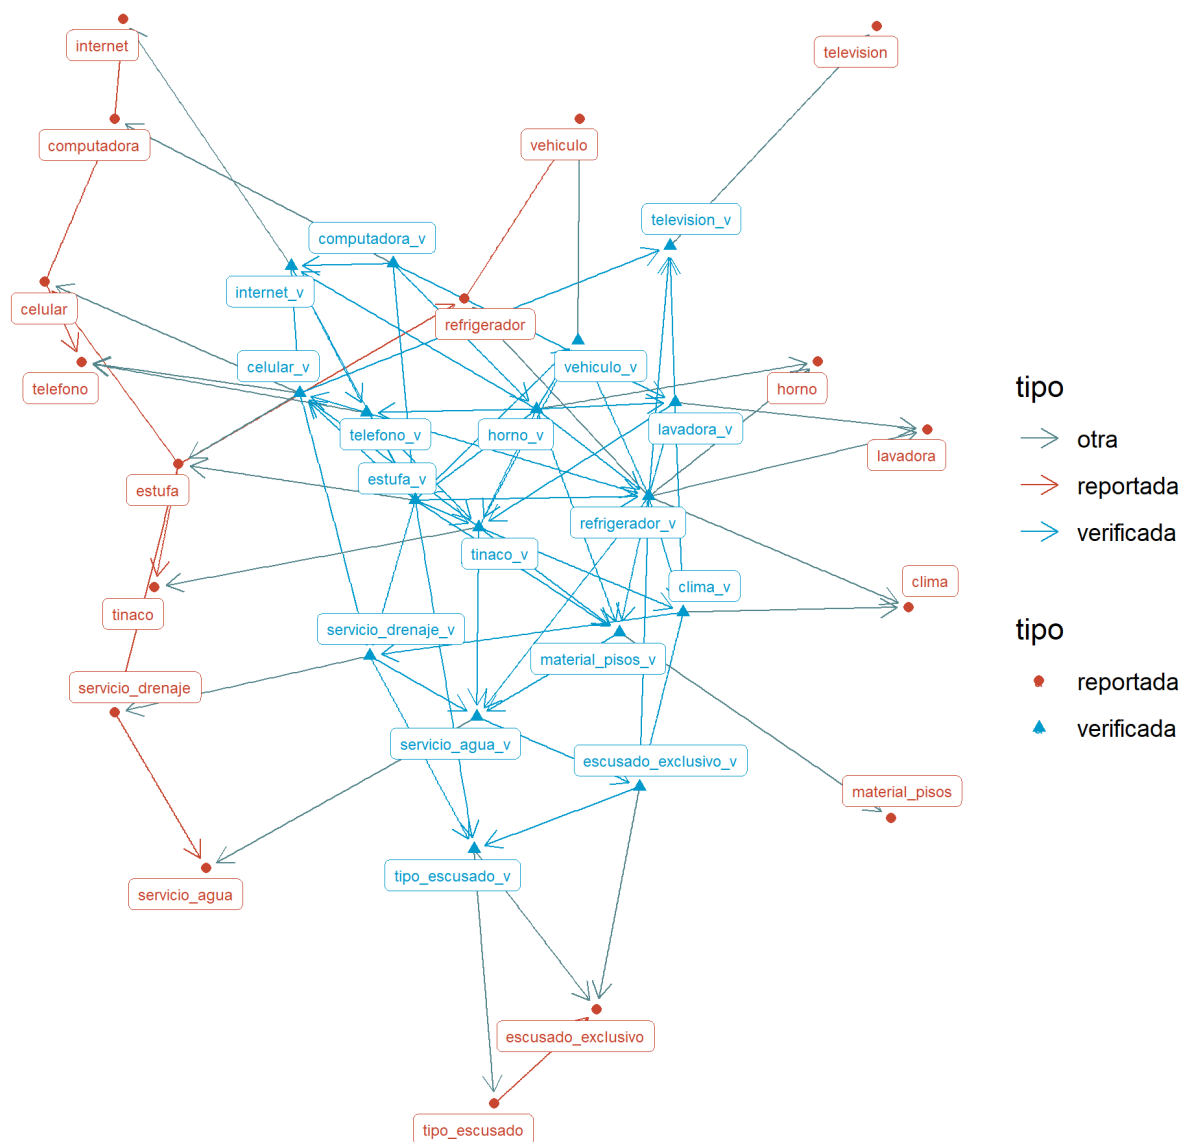 internet
television
computadora
vehiculo
television_v
computadora_v
internet_v
celular
refrigerador
celular_v
vehiculo_v
telefono
horno
tipo
telefono_v
horno_v
lavadora_v
otra
lavadora
estufa_v
estufa
reportada
refrigerador_v
verificada
tinaco_v
clima
clima_v
tinaco
servicio_drenaje_v
tipo
material_pisos_v
servicio_drenaje
reportada
verificada
servicio_agua_v
escusado_exclusivo_v
material_pisos
tipo_escusado_v
servicio_agua
escusado_exclusivo
tipo_escusado